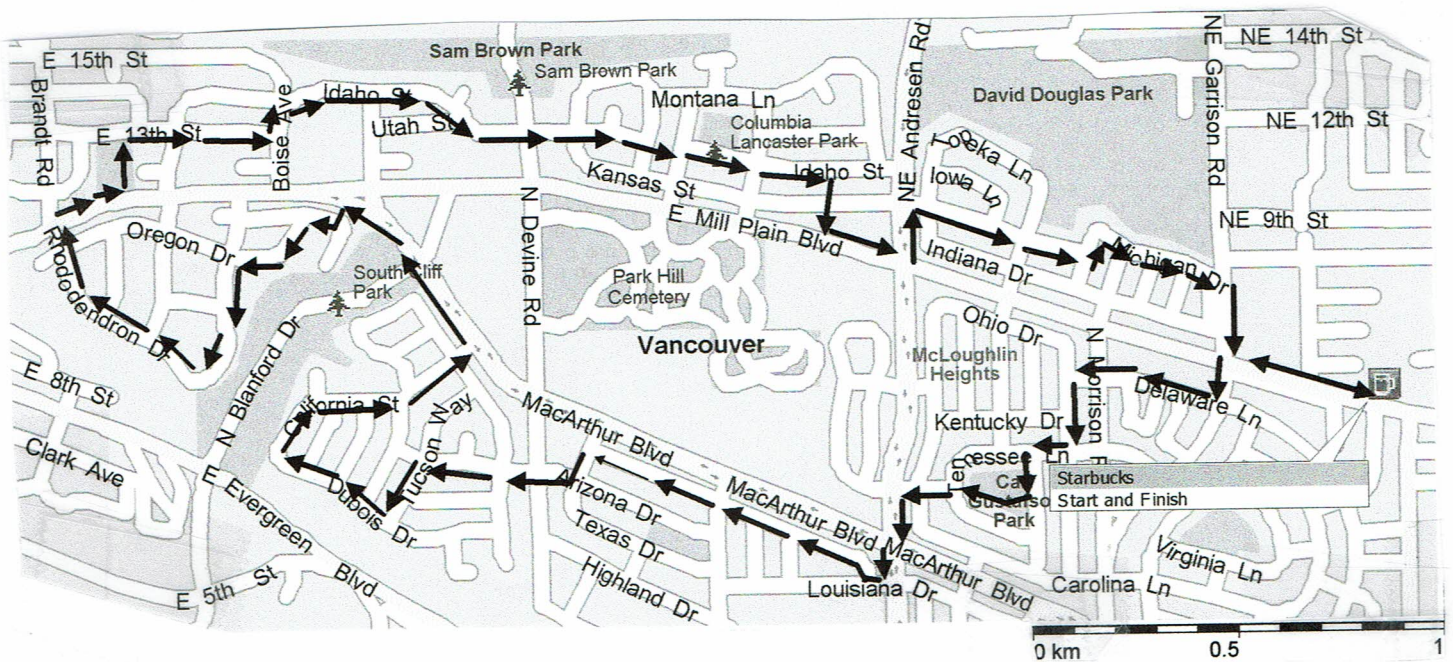 E 15th St
Brandt Rd
E 13th St
Boise Ave
Idaho St
Utah St
Sam Brown Park
Sam Brown Park
Montana Ln
Columbia
Lancaster Park
Idaho St
Kansas St
E Mill Plain Blvd
N Devine Rd
NE Andresen Rd
David Douglas Park
Topeka Ln
Iowa Ln
Indiana Dr
Michigan Dr
NE Garrison Rd
NE 14th St
NE 12th St
NE 9th St
Oregon Dr
Rhododendron Dr
South Cliff
Park
Park Hill
Cemetery
Vancouver
Ohio Dr
McLoughlin
Heights
N Morrison R
Delaware Ln
Kentucky Dr
Tennessee Ln
Gustafson
Park
Starbucks
Start and Finish
E 8th St
Clark Ave
N Blanford Dr
California St
Tucson Way
Dubois Dr
MacArthur Blvd
MacArthur Blvd
MacArthur Blvd
Arizona Dr
Texas Dr
Highland Dr
Louisiana Dr
Carolina Ln
Virginia Ln
E Evergreen Blvd
E 5th St
0 km 0.5 1